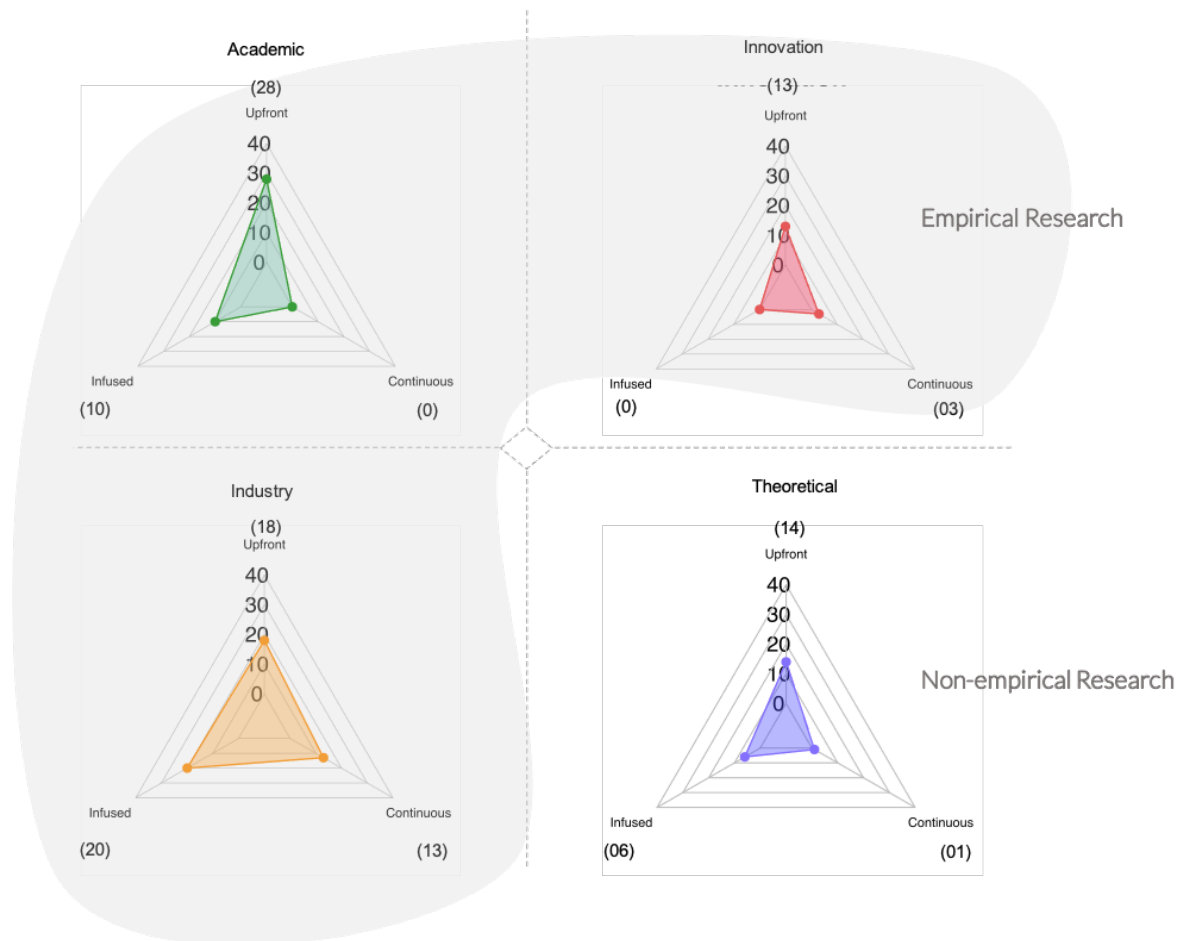 Academic
(28)
Upfront
40
30
20
10
0
Infused
Continuous
(10)
(0)
Innovation
(13)
Upfront
40
30
20
10
0
Infused
Continuous
(0)
(03)
Empirical Research
Industry
(18)
Upfront
40
30
20
10
0
Infused
Continuous
(20)
(13)
Theoretical
(14)
Upfront
40
30
20
10
0
Infused
Continuous
(06)
(01)
Non-empirical Research